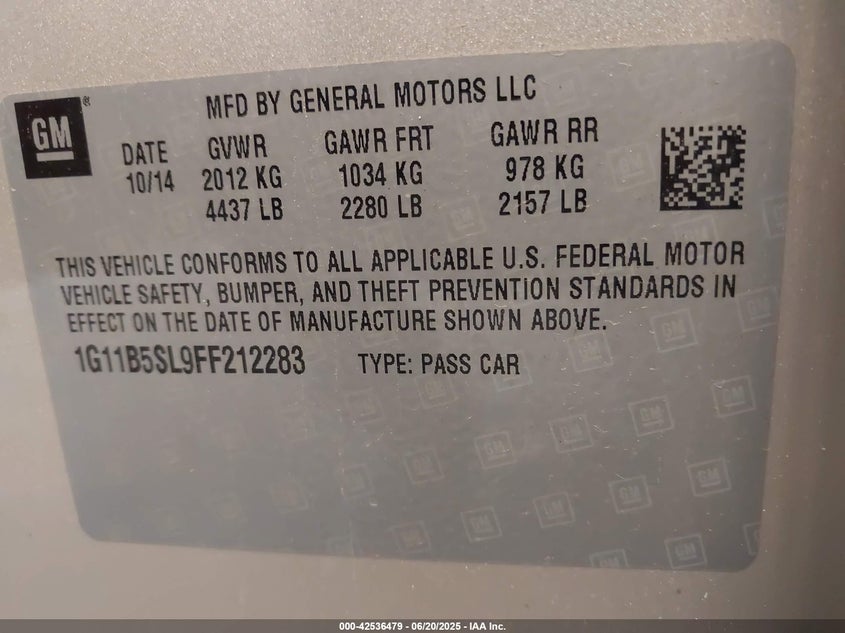 GM®
MFD BY GENERAL MOTORS LLC
DATE GVWR GAWR FRT GAWR RR
10/14 2012 KG 1034 KG 978 KG
4437 LB 2280 LB 2157 LB
THIS VEHICLE CONFORMS TO ALL APPLICABLE U.S. FEDERAL MOTOR
VEHICLE SAFETY, BUMPER, AND THEFT PREVENTION STANDARDS IN
EFFECT ON THE DATE OF MANUFACTURE SHOWN ABOVE.
1G11B5SL9FF212283 TYPE: PASS CAR
000-42536479 - 06/20/2025 - IAA Inc.